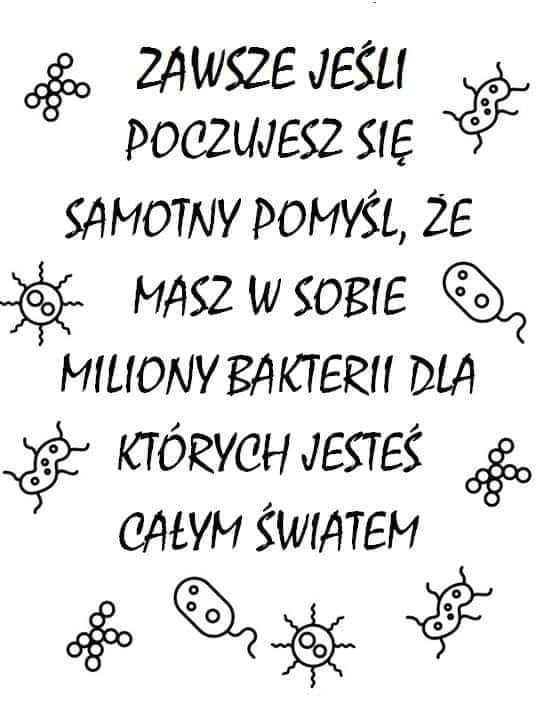 ZAWSZE JEŚLI
POCZUJESZ SIĘ
SAMOTNY POMYŚL, ŻE
MASZ W SOBIE
MILIONY BAKTERII DLA
KTÓRYCH JESTEŚ
CAŁYM ŚWIATEM